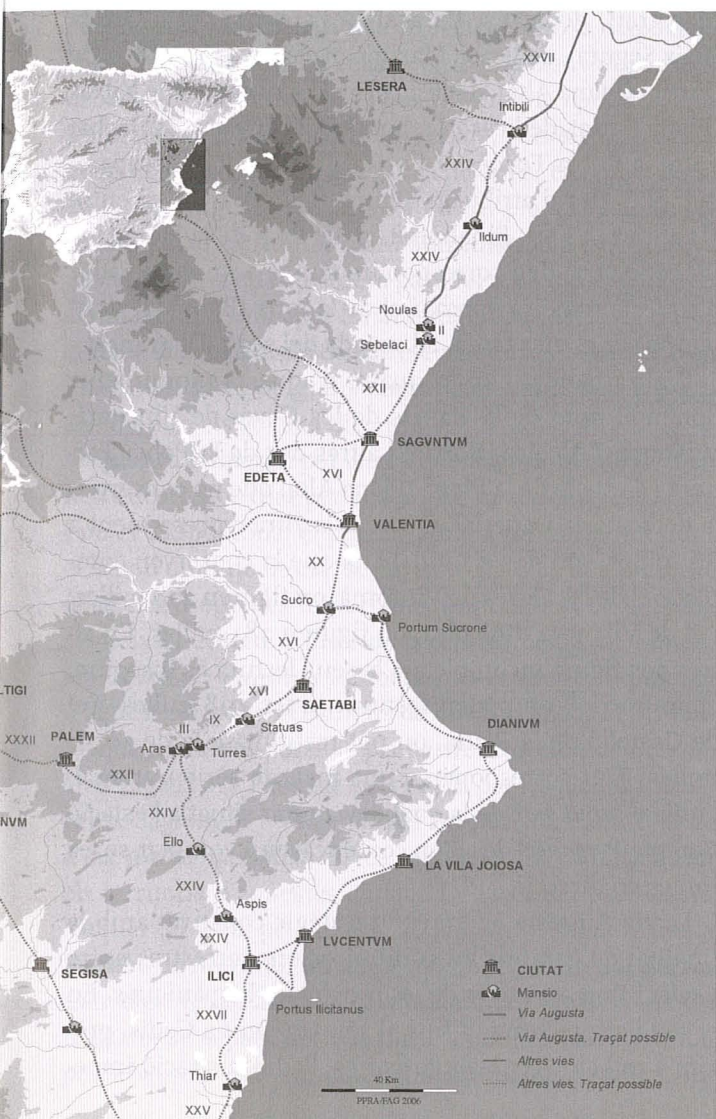 XXVII
LESERA
Intibili
XXIV
Ildum
XXIV
Noulas
II
Sebelaci
XXII
SAGVNTVM
EDETA
XVI
VALENTIA
XX
Sucro
Portum Sucrone
XVI
LTIGI
XVI
SAETABI
IX
Statuas
DIANIVM
III
XXXII
PALEM
Aras
Turres
XXII
XXIV
NVM
Ello
LA VILA JOIOSA
XXIV
Aspis
XXIV
LVCENTVM
SEGISA
ILICI
Portus Ilicitanus
XXVII
Thiar
XXV
CIUTAT
Mansio
Via Augusta
Via Augusta. Traçat possible
Altres vies
Altres vies. Traçat possible
40 Km
PPRA/FAG 2006